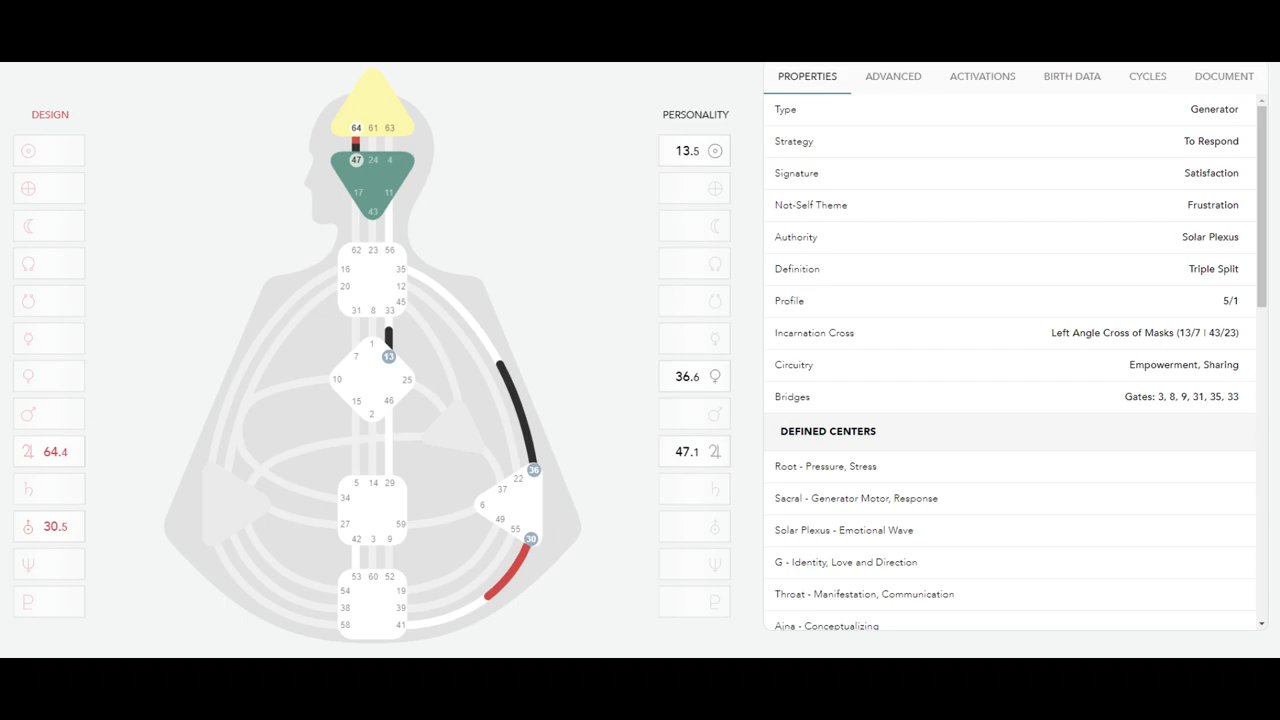 PROPERTIES ADVANCED ACTIVATIONS BIRTH DATA CYCLES DOCUMENT
DESIGN
PERSONALITY
64.4
30.5
13.5
36.6
47.1
64 61 63
47 24 4
17 11
43
62 23 56
16 35
20 12
45
31 8 33
1
7 13
10 25
15 46
2
36
22
37
6
49
55
30
5 14 29
34
27 59
42 3 9
53 60 52
54 19
38 39
58 41
Type Generator
Strategy To Respond
Signature Satisfaction
Not-Self Theme Frustration
Authority Solar Plexus
Definition Triple Split
Profile 5/1
Incarnation Cross Left Angle Cross of Masks (13/7 | 43/23)
Circuitry Empowerment, Sharing
Bridges Gates: 3, 8, 9, 31, 35, 33
DEFINED CENTERS
Root - Pressure, Stress
Sacral - Generator Motor, Response
Solar Plexus - Emotional Wave
G - Identity, Love and Direction
Throat - Manifestation, Communication
Ajna - Conceptualizing